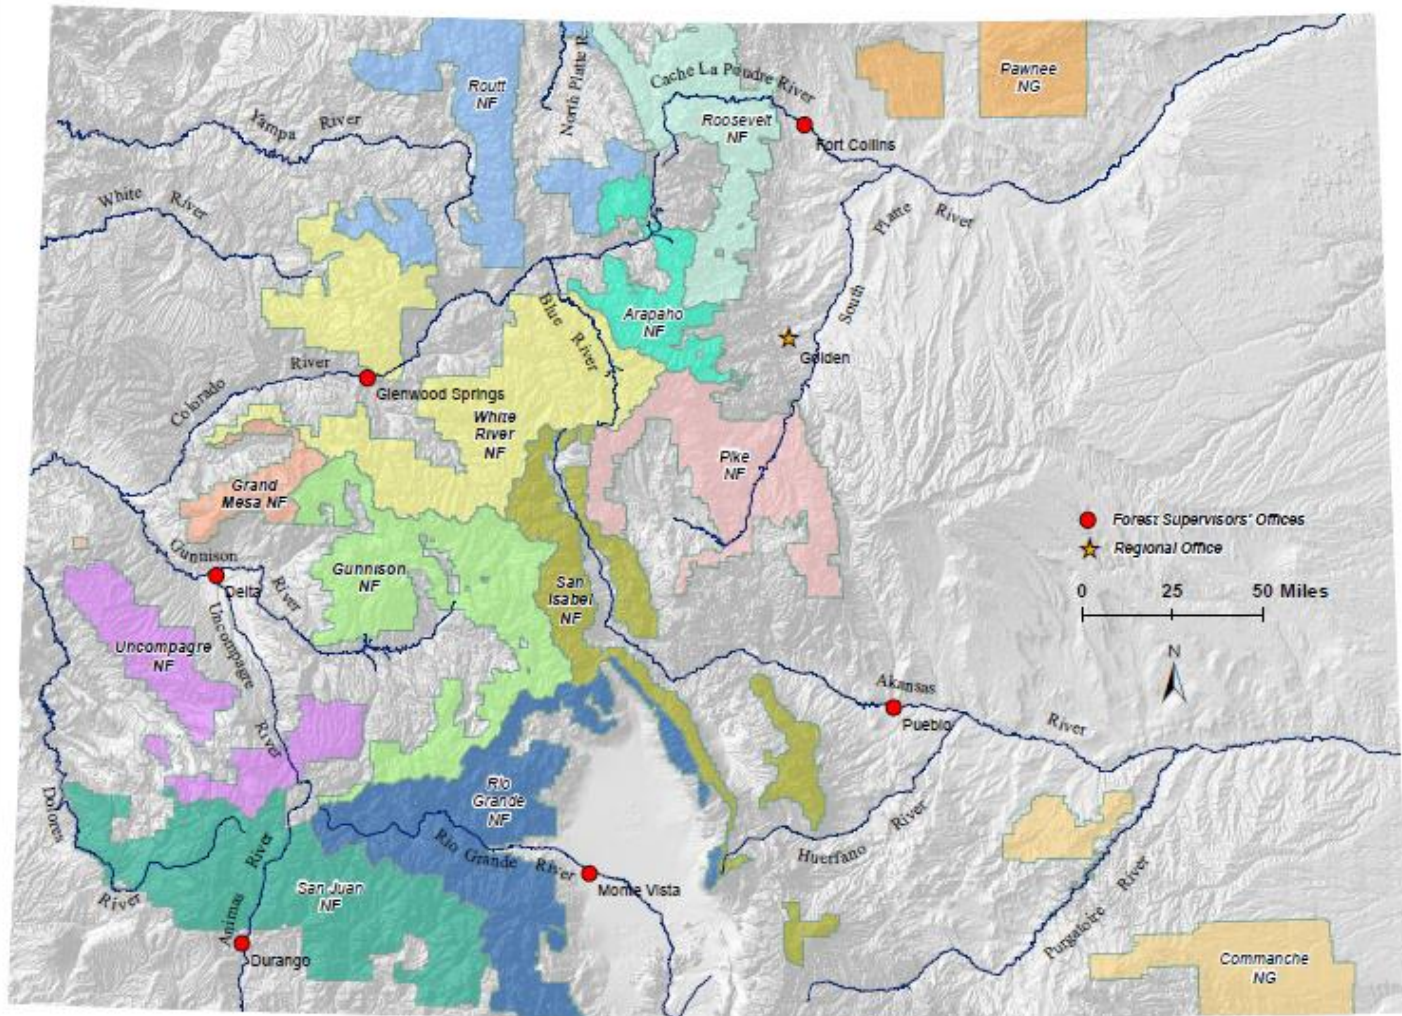 Routt
NF
North Platte R.
Cache La Poudre River
Roosevelt
NF
Pawnee
NG
Yampa River
Fort Collins
White River
Platte River
South
Blue River
Arapaho
NF
Golden
Colorado River
Glenwood Springs
White
River
NF
Pike
NF
Grand
Mesa NF
Forest Supervisors' Offices
Regional Office
0 25 50 Miles
N
Gunnison River
Delta
Gunnison
NF
San
Isabel
NF
Uncompagre
NF
Uncompagre River
Akansas River
Pueblo
Rio
Grande
NF
Dolores River
Rio Grande River
Huerfano River
Monte Vista
San Juan
NF
Animas River
Durango
Purgatoire River
Commanche
NG